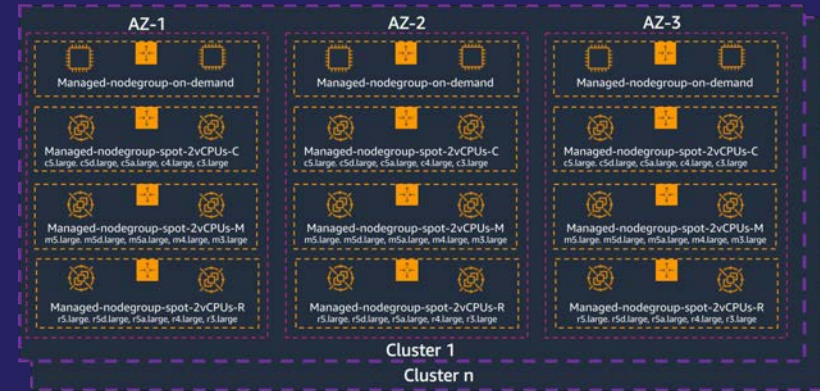 AZ-1
Managed-nodegroup-on-demand
Managed-nodegroup-spot-2vCPUs-C
c5.large. c5d.large, c5a.large, c4.large, c3.large
Managed-nodegroup-spot-2vCPUs-M
m5.large. m5d.large, m5a.large, m4.large, m3.large
Managed-nodegroup-spot-2vCPUs-R
r5.large. r5d.large, r5a.large, r4.large, r3.large
AZ-2
Managed-nodegroup-on-demand
Managed-nodegroup-spot-2vCPUs-C
c5.large. c5d.large, c5a.large, c4.large, c3.large
Managed-nodegroup-spot-2vCPUs-M
m5.large. m5d.large, m5a.large, m4.large, m3.large
Managed-nodegroup-spot-2vCPUs-R
r5.large. r5d.large, r5a.large, r4.large, r3.large
AZ-3
Managed-nodegroup-on-demand
Managed-nodegroup-spot-2vCPUs-C
c5.large. c5d.large, c5a.large, c4.large, c3.large
Managed-nodegroup-spot-2vCPUs-M
m5.large. m5d.large, m5a.large, m4.large, m3.large
Managed-nodegroup-spot-2vCPUs-R
r5.large. r5d.large, r5a.large, r4.large, r3.large
Cluster 1
Cluster n